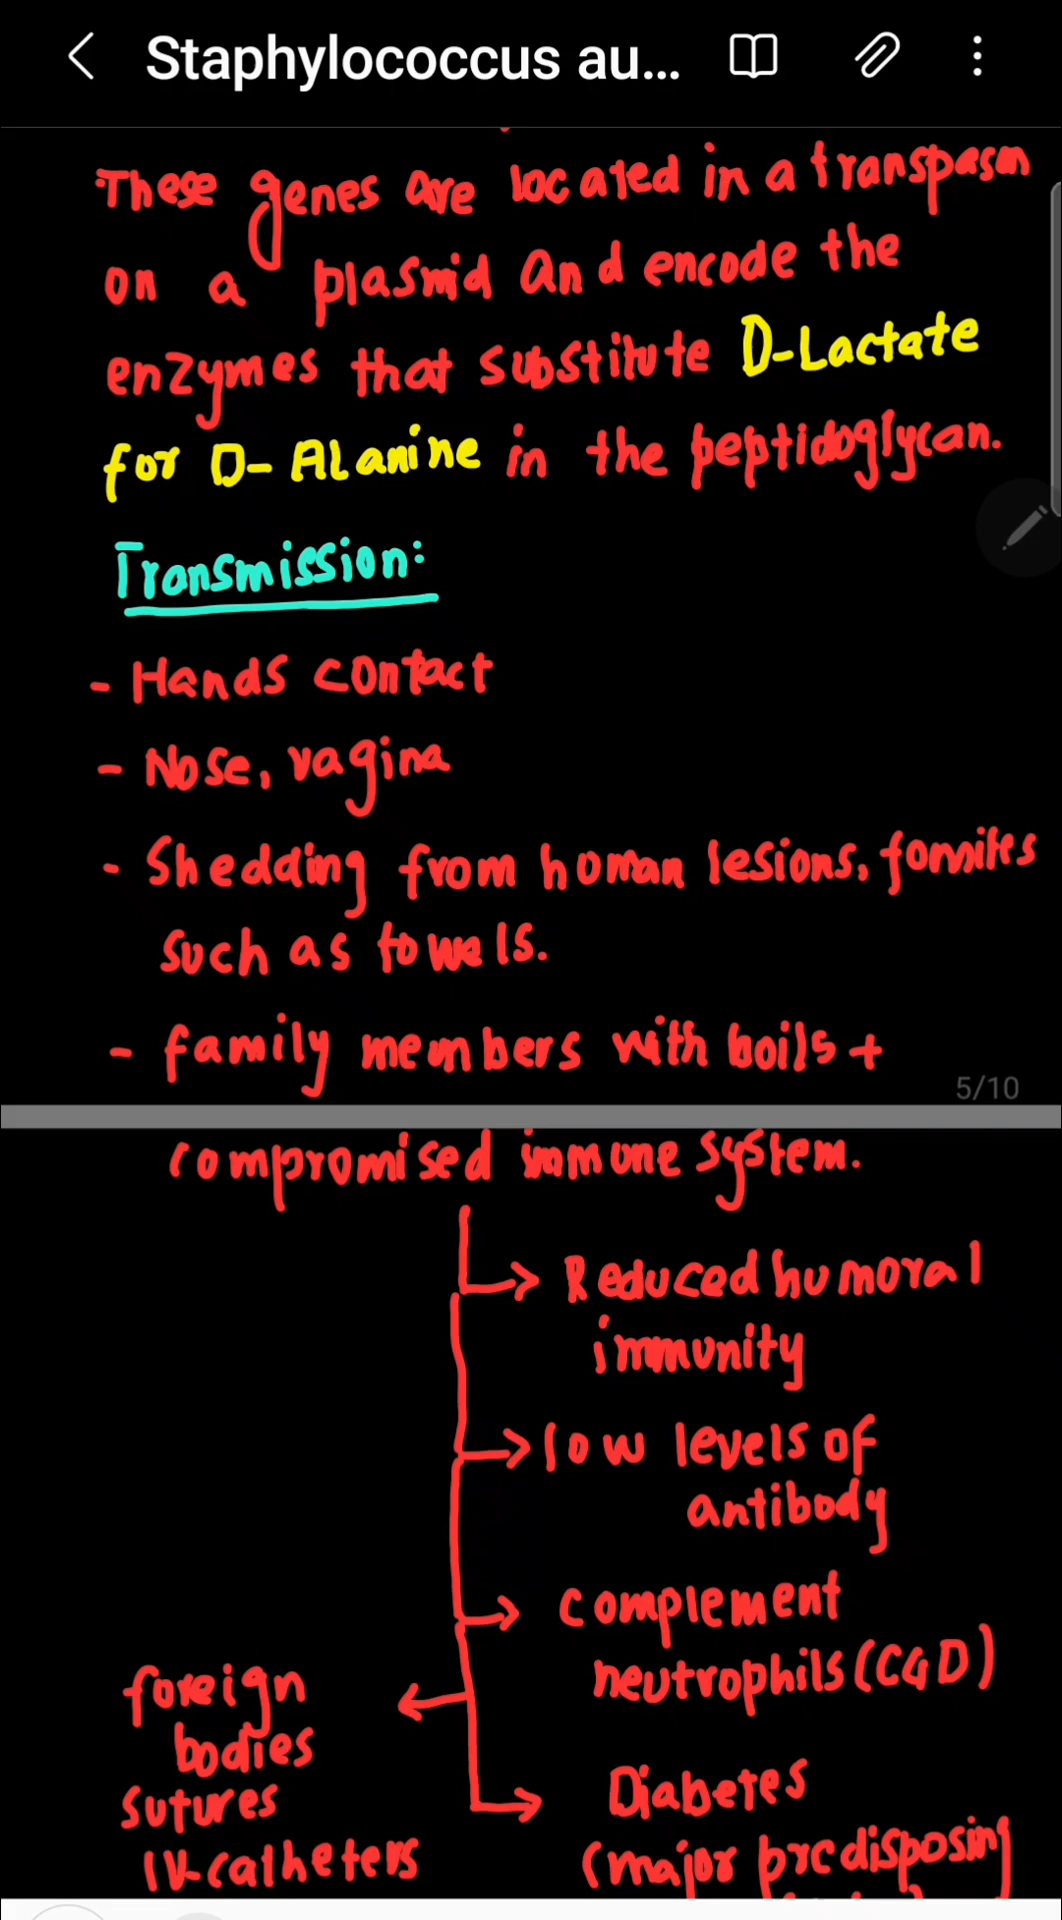 Staphylococcus au...
These genes are located in a transposon
on a plasmid and encode the
enzymes that substitute D-Lactate
for D-Alanine in the peptidoglycan.
Transmission:
- Hands contact
- Nose, vagina
- Shedding from human lesions, fomites
such as towels.
- family members with boils +
5/10
compromised immune system.
→ Reduced humoral
immunity
→ low levels of
antibody
→ complement
neutrophils (CGD)
foreign ←
bodies
sutures
IV-catheters
→ Diabetes
(major predisposing